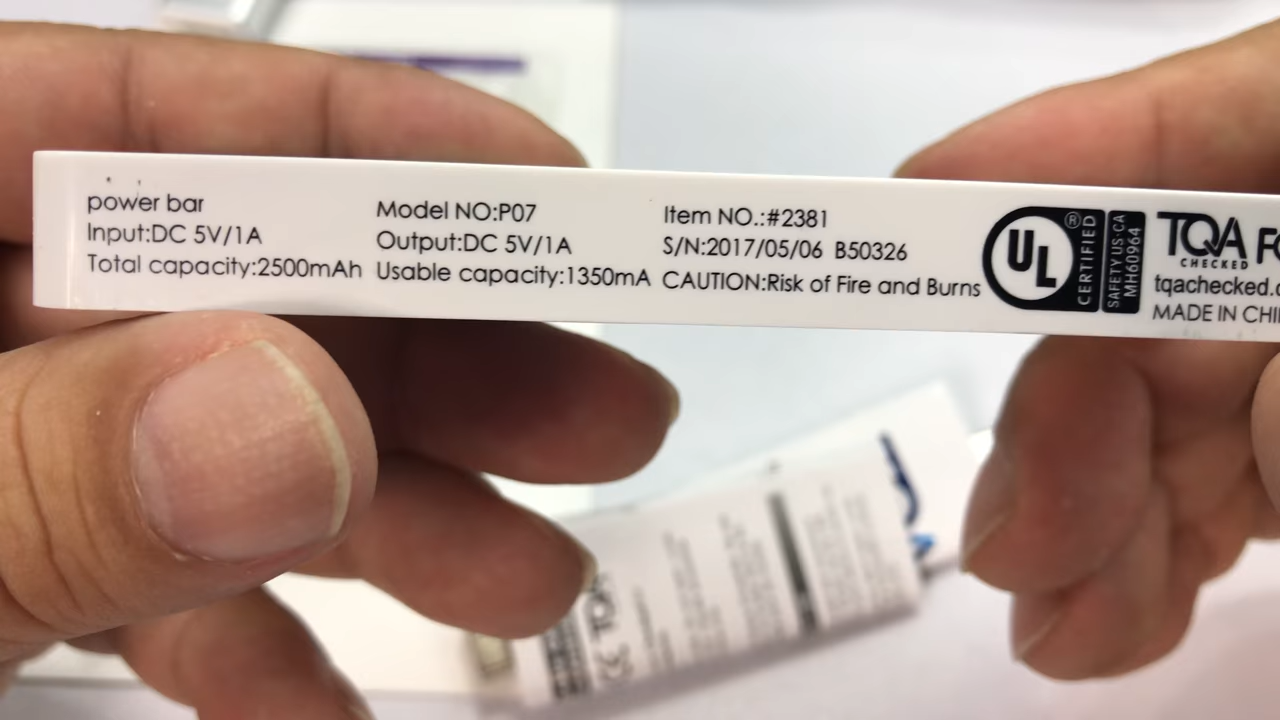 power bar
Input:DC 5V/1A
Total capacity:2500mAh
Model NO:P07
Output:DC 5V/1A
Usable capacity:1350mA
Item NO.:#2381
S/N:2017/05/06 B50326
CAUTION:Risk of Fire and Burns
UL ®
CERTIFIED
SAFETY US·CA
MH60964
TQA
CHECKED
tqachecked.
MADE IN